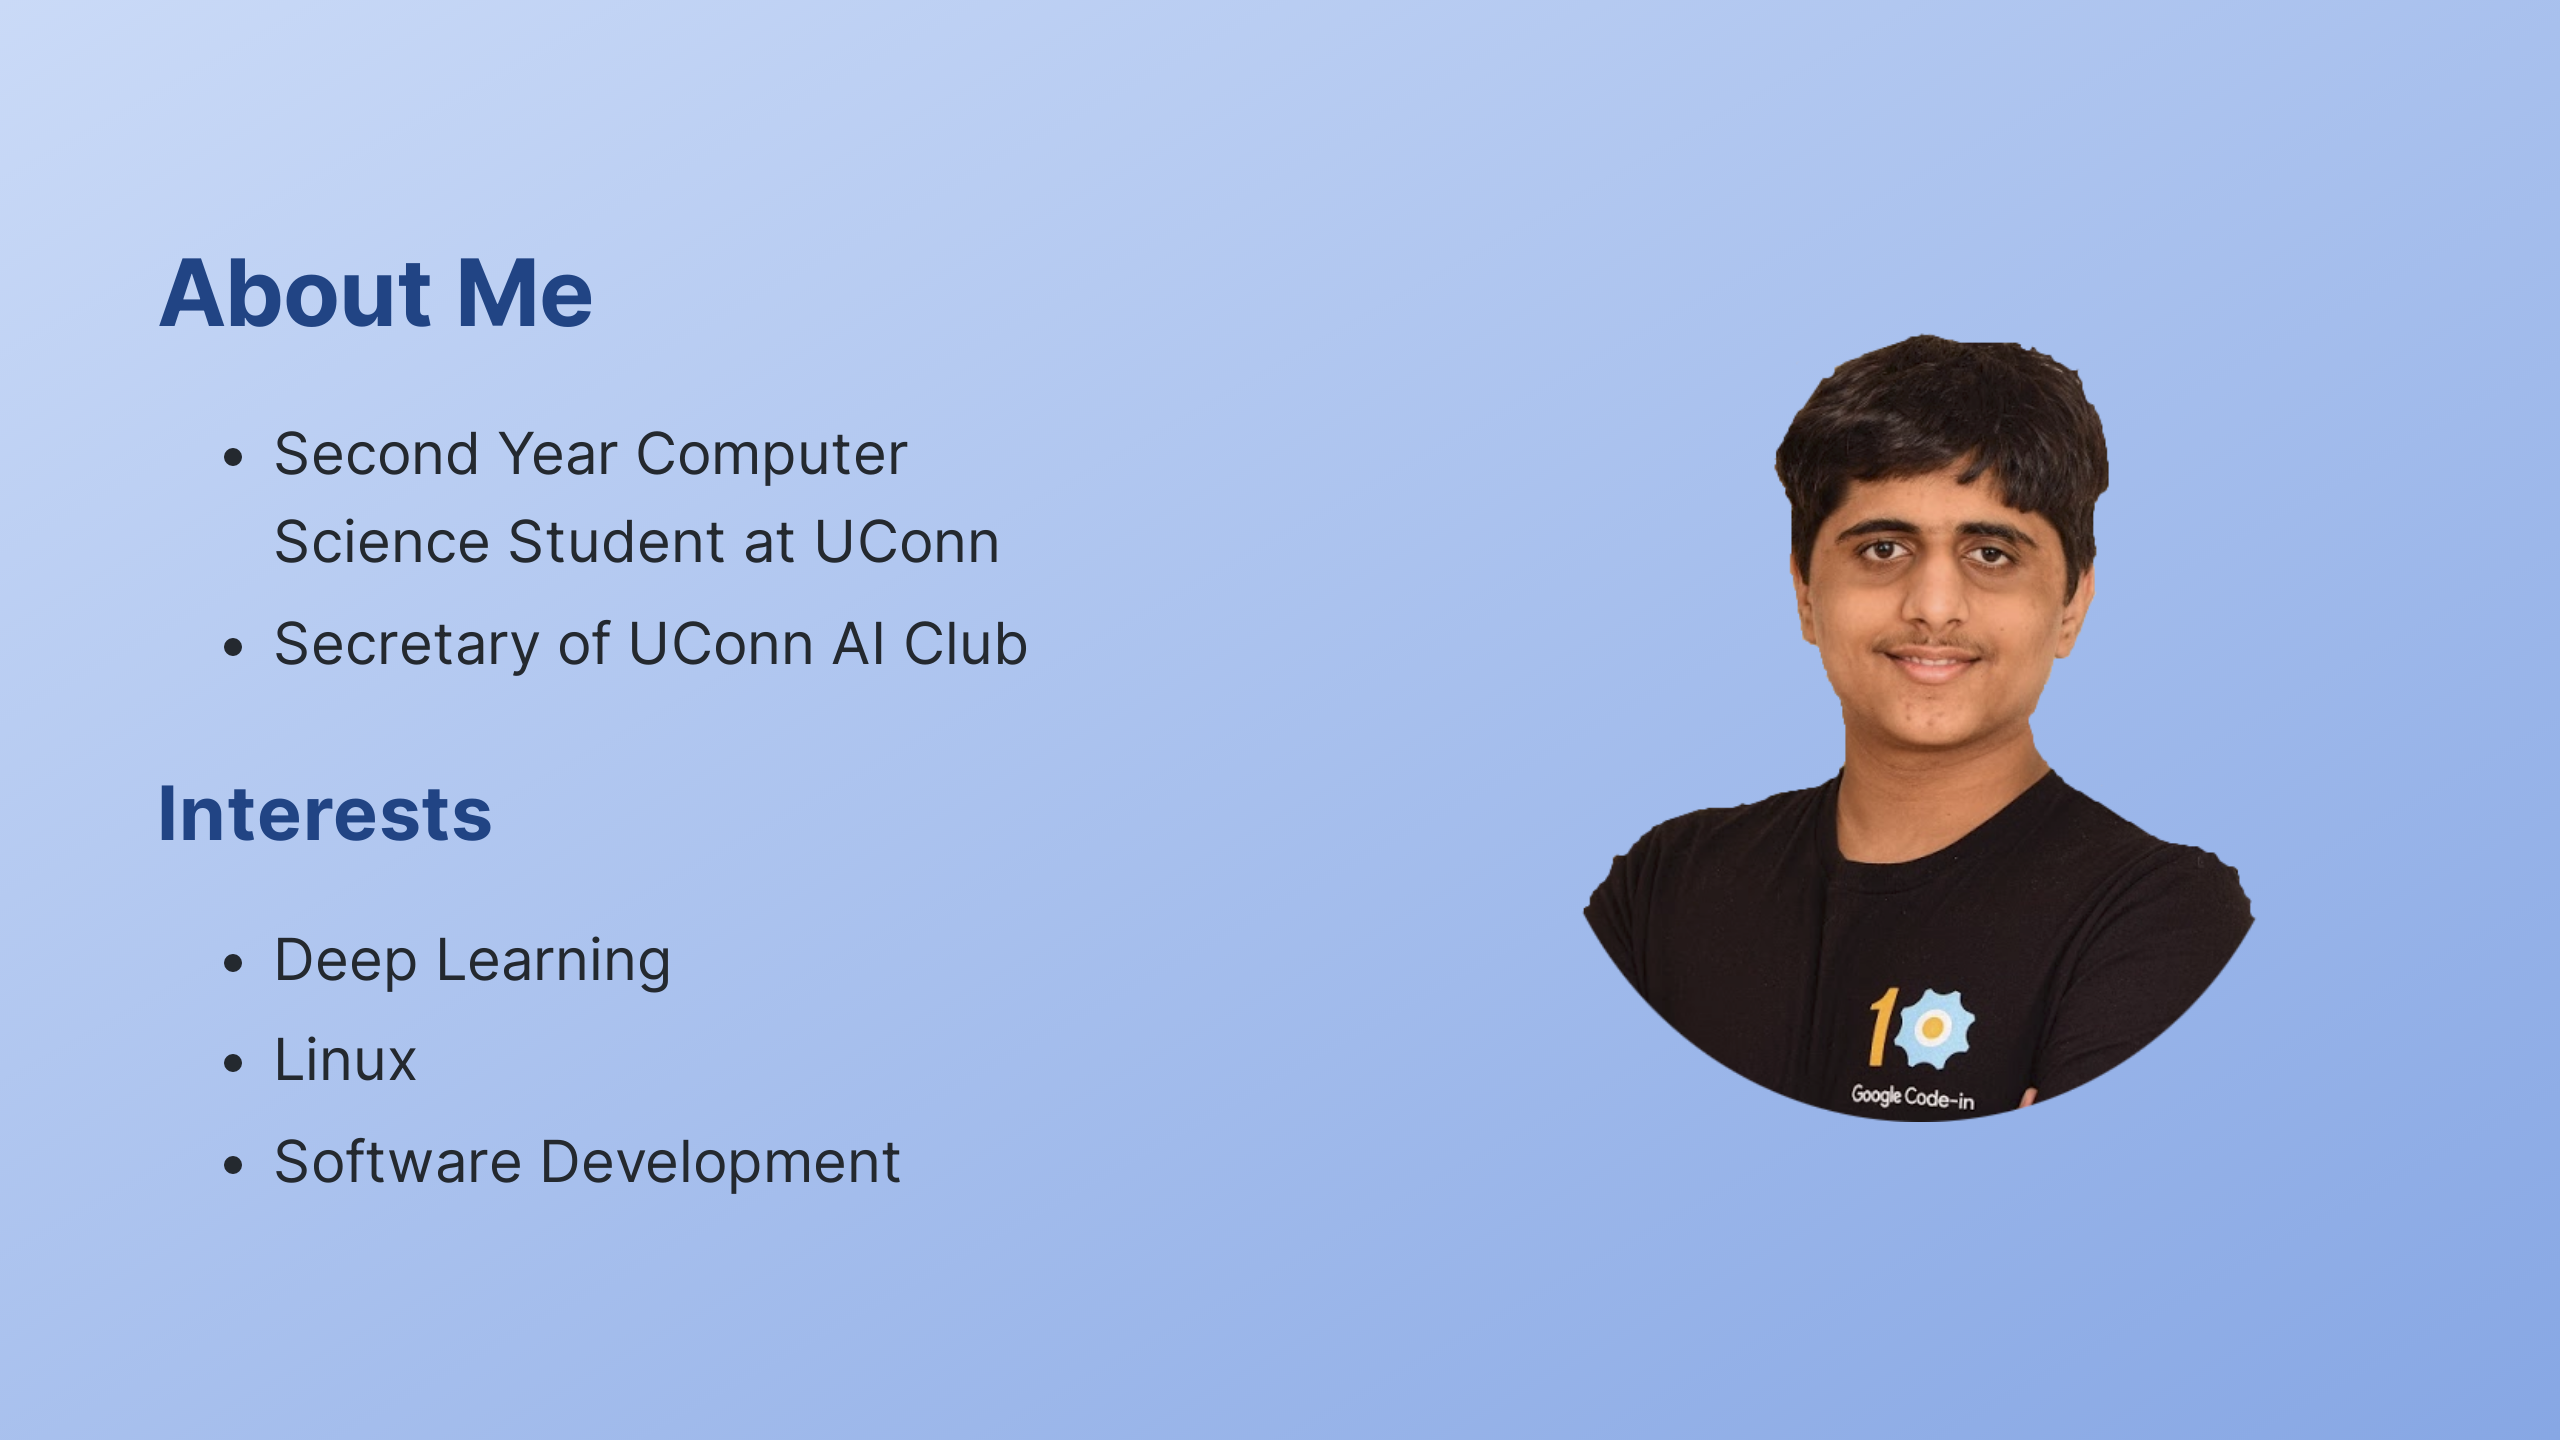 About Me
• Second Year Computer
Science Student at UConn
• Secretary of UConn AI Club
Interests
• Deep Learning
• Linux
• Software Development
10
Google Code-in